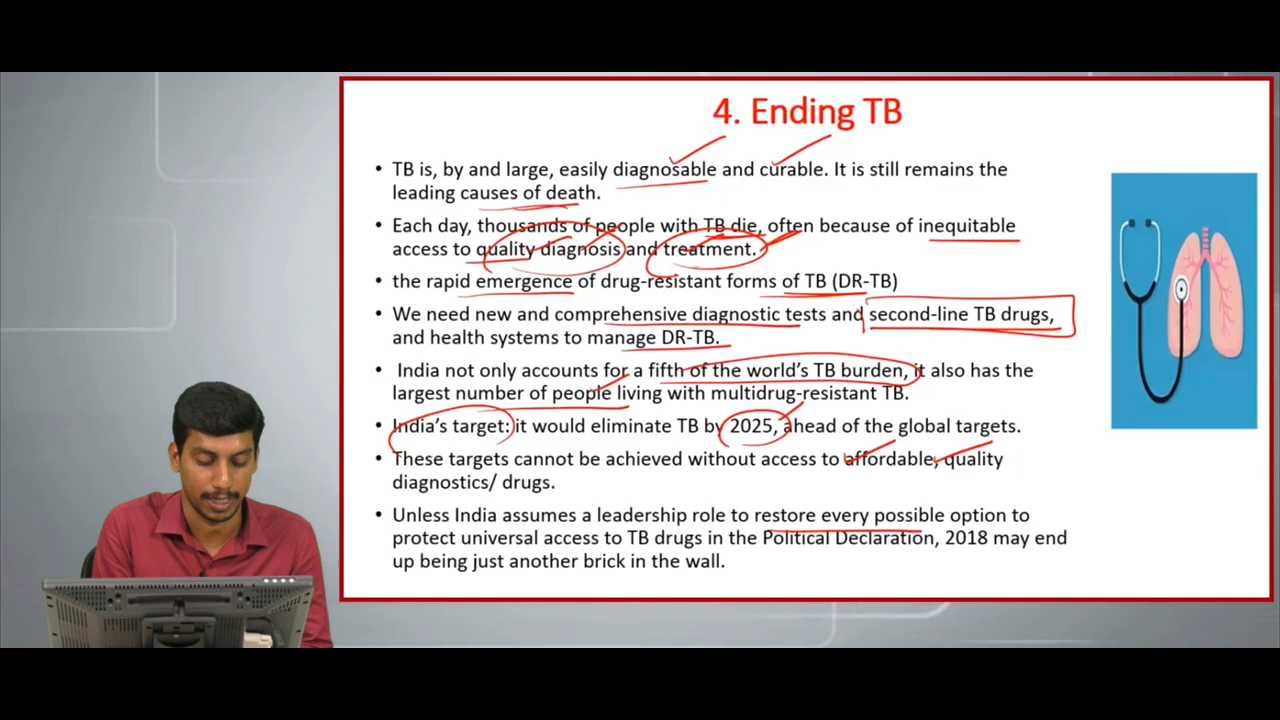 4. Ending TB
• TB is, by and large, easily diagnosable and curable. It is still remains the
leading causes of death.
• Each day, thousands of people with TB die, often because of inequitable
access to quality diagnosis and treatment.
• the rapid emergence of drug-resistant forms of TB (DR-TB)
• We need new and comprehensive diagnostic tests and second-line TB drugs,
and health systems to manage DR-TB.
• India not only accounts for a fifth of the world's TB burden, it also has the
largest number of people living with multidrug-resistant TB.
• India's target: it would eliminate TB by 2025, ahead of the global targets.
• These targets cannot be achieved without access to affordable, quality
diagnostics/ drugs.
• Unless India assumes a leadership role to restore every possible option to
protect universal access to TB drugs in the Political Declaration, 2018 may end
up being just another brick in the wall.